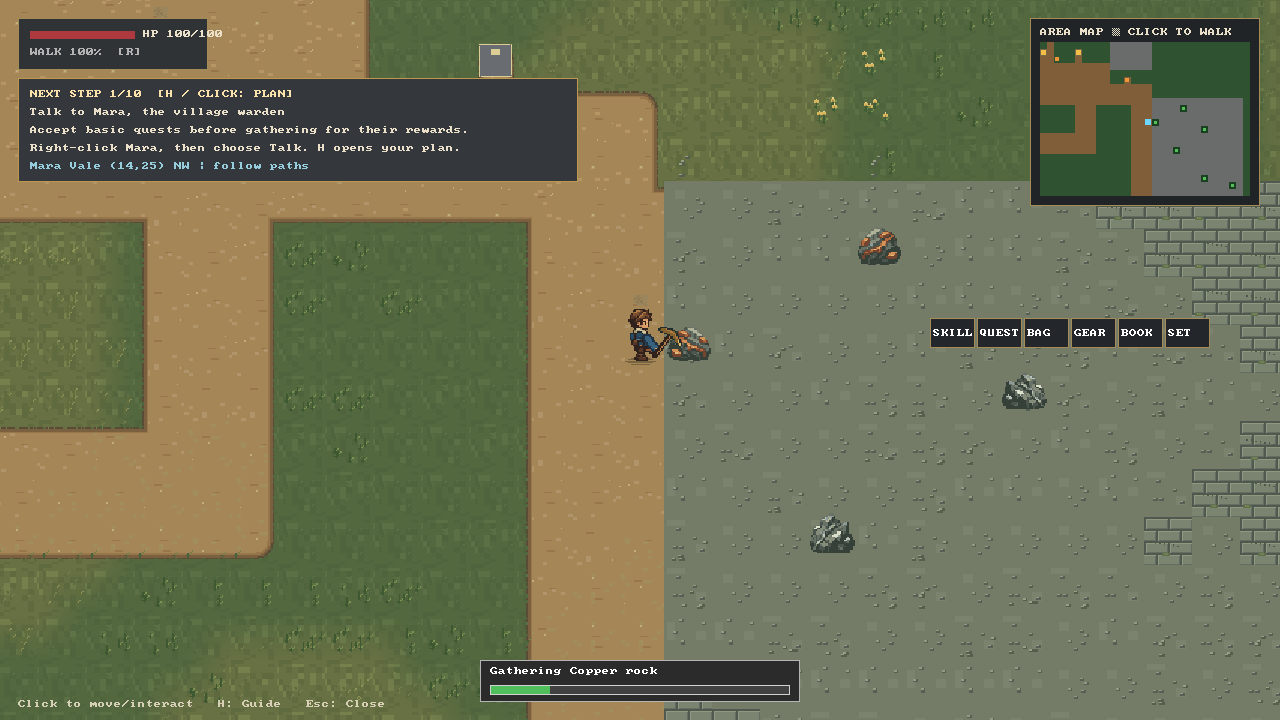 HP 100/100
WALK 100% [R]
NEXT STEP 1/10 [H / CLICK: PLAN]
Talk to Mara, the village warden
Accept basic quests before gathering for their rewards.
Right-click Mara, then choose Talk. H opens your plan.
Mara Vale (14,25) NW ¦ follow paths
AREA MAP ▒ CLICK TO WALK
SKILL QUEST BAG GEAR BOOK SET
Gathering Copper rock
Click to move/interact H: Guide Esc: Close